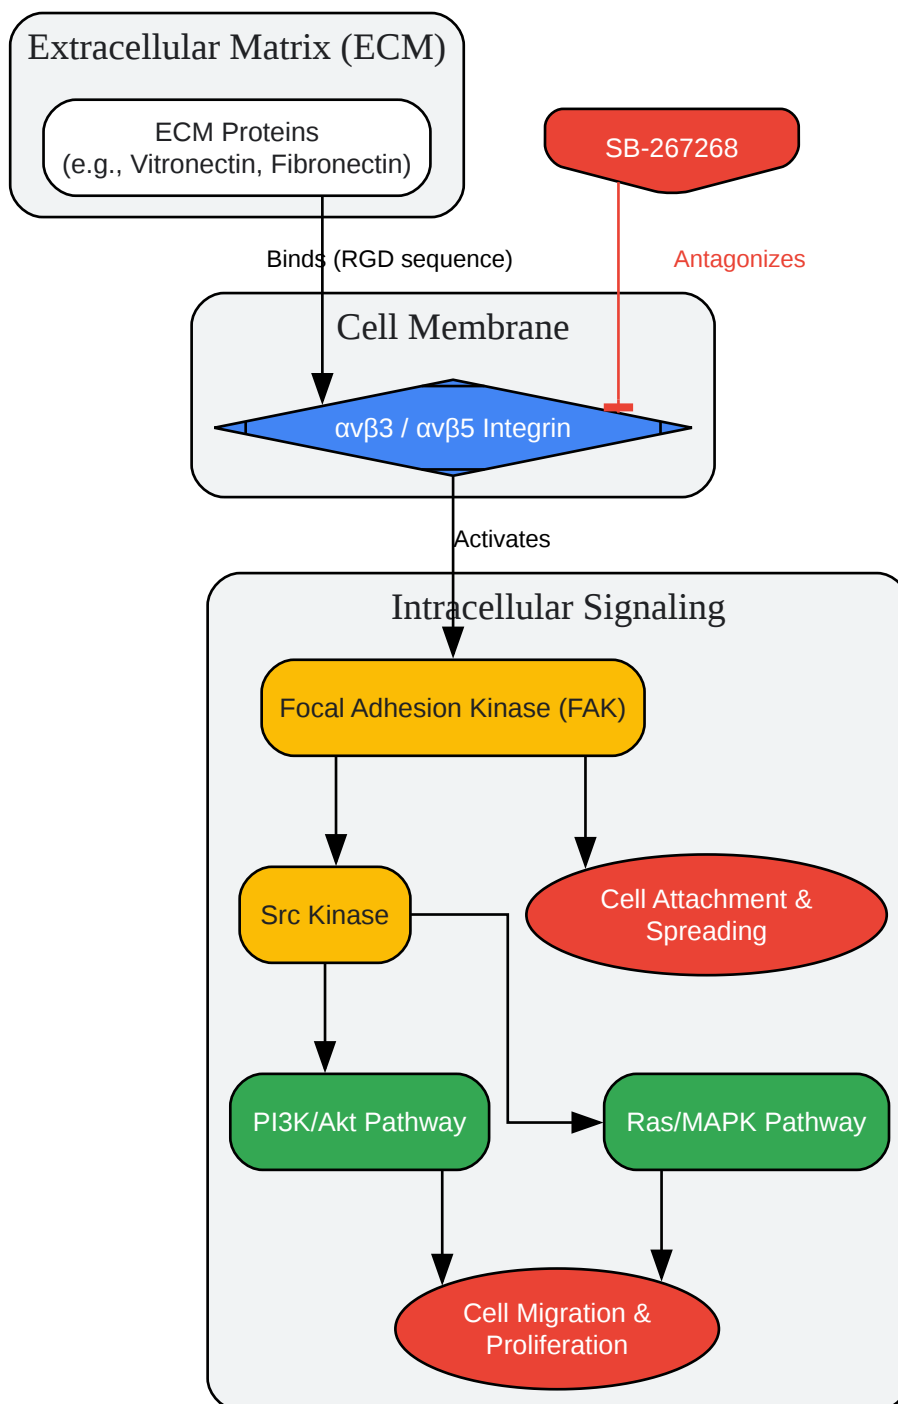 Extracellular Matrix (ECM)
ECM Proteins
(e.g., Vitronectin, Fibronectin)
SB-267268
Binds (RGD sequence)
Antagonizes
Cell Membrane
αvβ3 / αvβ5 Integrin
Activates
Intracellular Signaling
Focal Adhesion Kinase (FAK)
Src Kinase
Cell Attachment &
Spreading
PI3K/Akt Pathway
Ras/MAPK Pathway
Cell Migration &
Proliferation